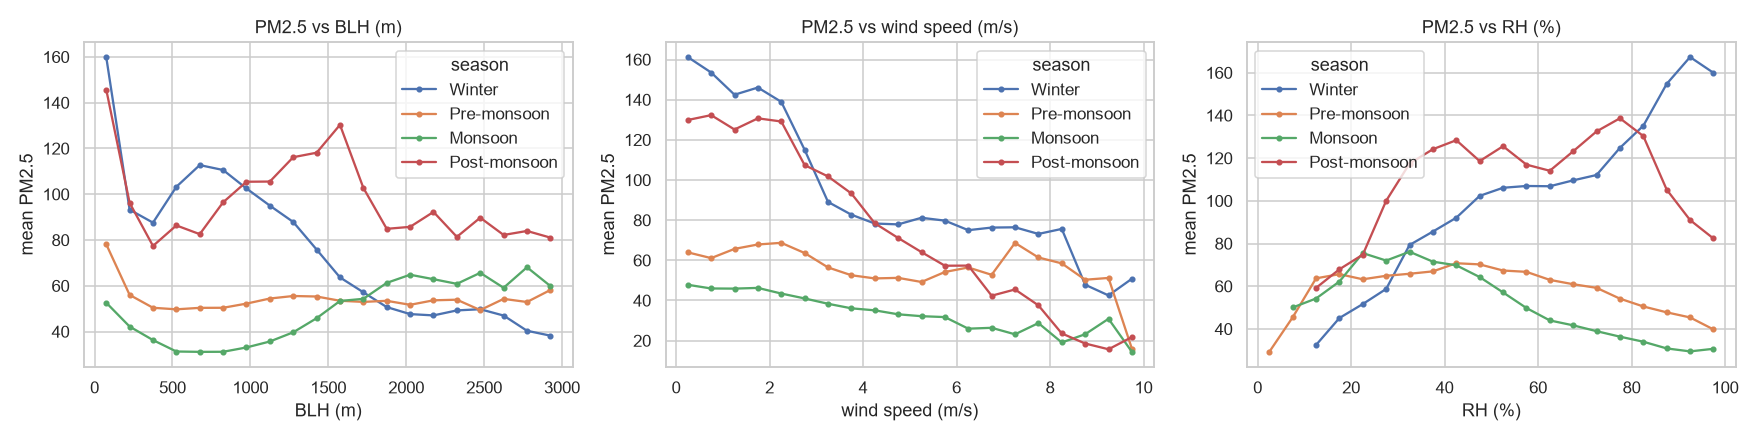 PM2.5 vs BLH (m)
season
Winter
Pre-monsoon
Monsoon
Post-monsoon
mean PM2.5
160
140
120
100
80
60
40
0
500
1000
1500
2000
2500
3000
BLH (m)
PM2.5 vs wind speed (m/s)
season
Winter
Pre-monsoon
Monsoon
Post-monsoon
mean PM2.5
160
140
120
100
80
60
40
20
0
2
4
6
8
10
wind speed (m/s)
PM2.5 vs RH (%)
season
Winter
Pre-monsoon
Monsoon
Post-monsoon
mean PM2.5
160
140
120
100
80
60
40
0
20
40
60
80
100
RH (%)